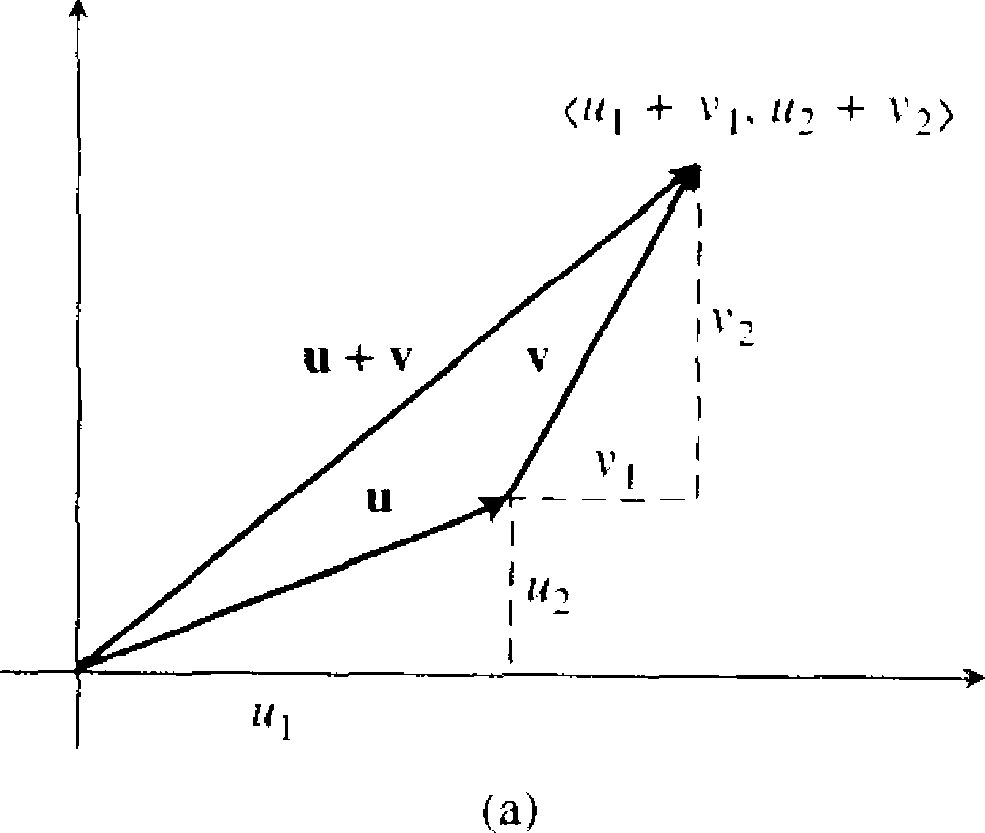 ⟨u₁ + v₁, u₂ + v₂⟩
v₂
u + v
v
v₁
u
u₂
u₁
(a)